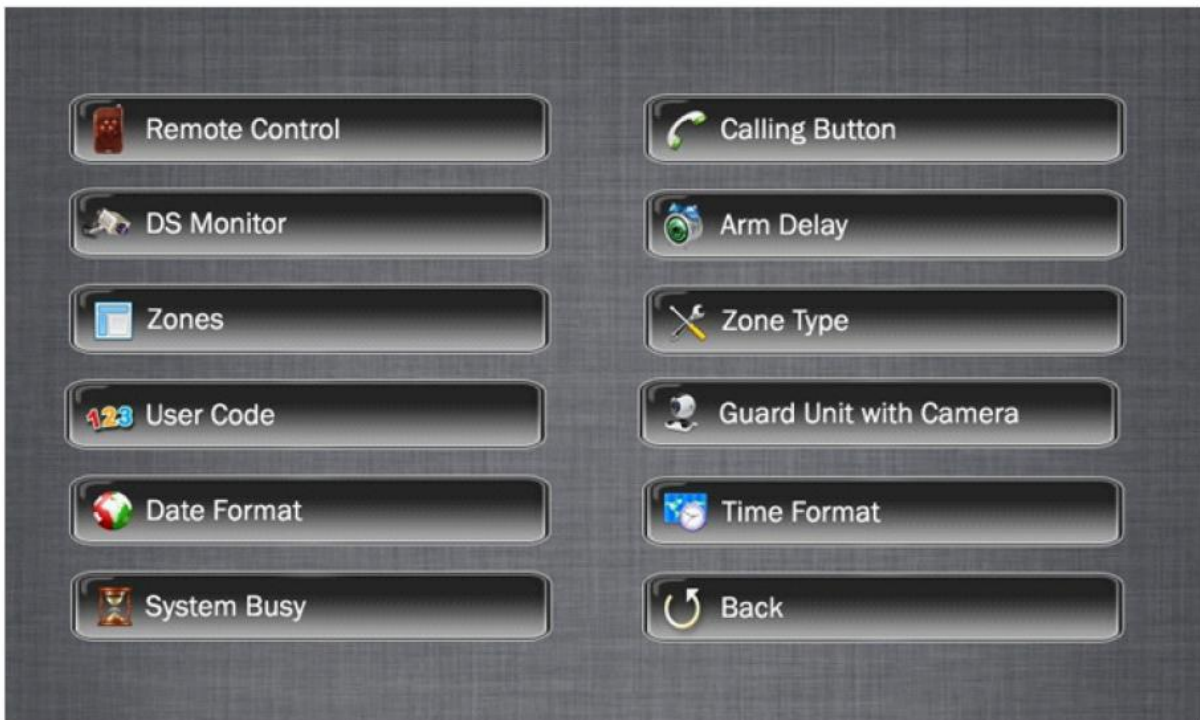 Remote Control
Calling Button
DS Monitor
Arm Delay
Zones
Zone Type
123 User Code
Guard Unit with Camera
Date Format
Time Format
System Busy
Back